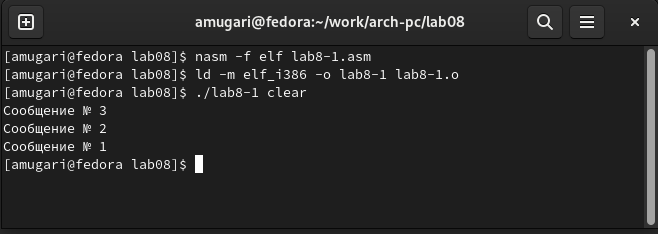 amugari@fedora:~/work/arch-pc/lab08
[amugari@fedora lab08]$ nasm -f elf lab8-1.asm
[amugari@fedora lab08]$ ld -m elf_i386 -o lab8-1 lab8-1.o
[amugari@fedora lab08]$ ./lab8-1 clear
Сообщение № 3
Сообщение № 2
Сообщение № 1
[amugari@fedora lab08]$